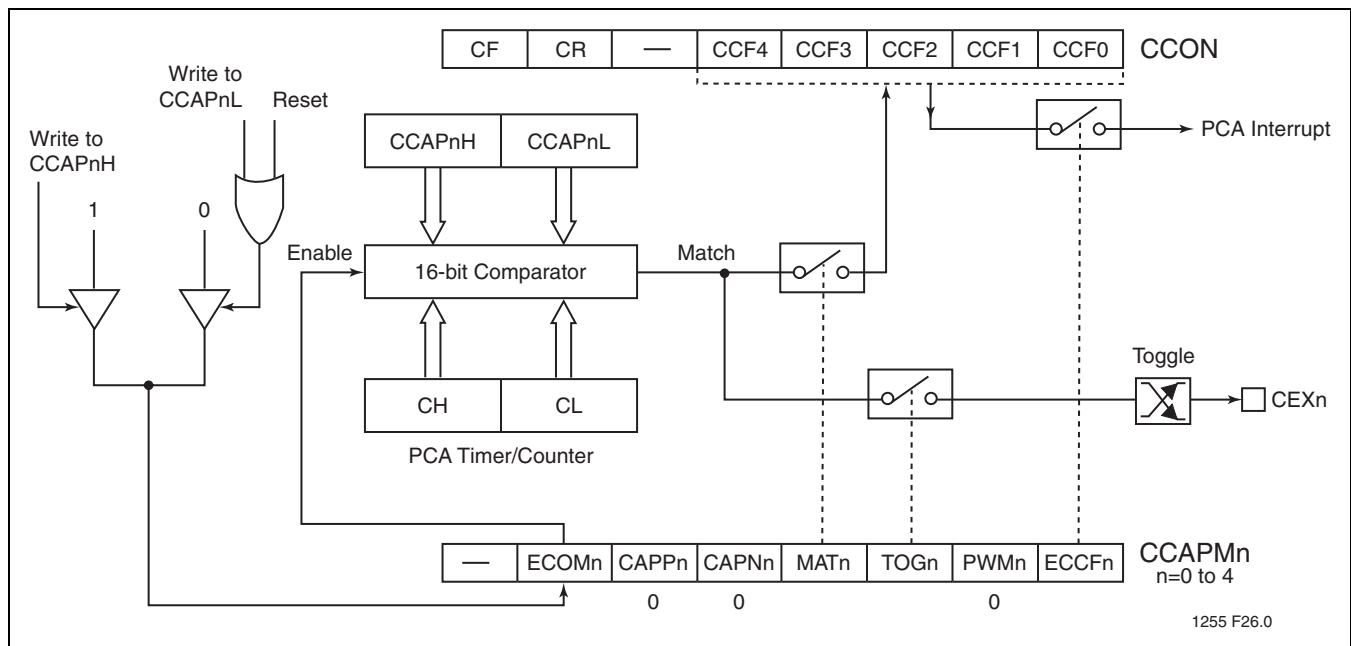 CF CR — CCF4 CCF3 CCF2 CCF1 CCF0 CCON
Write to
CCAPnL
Reset
Write to
CCAPnH
CCAPnH CCAPnL
PCA Interrupt
1 0
Enable
16-bit Comparator
Match
Toggle
CH CL
CEXn
PCA Timer/Counter
— ECOMn CAPPn CAPNn MATn TOGn PWMn ECCFn CCAPMn
n=0 to 4
0 0 0
1255 F26.0